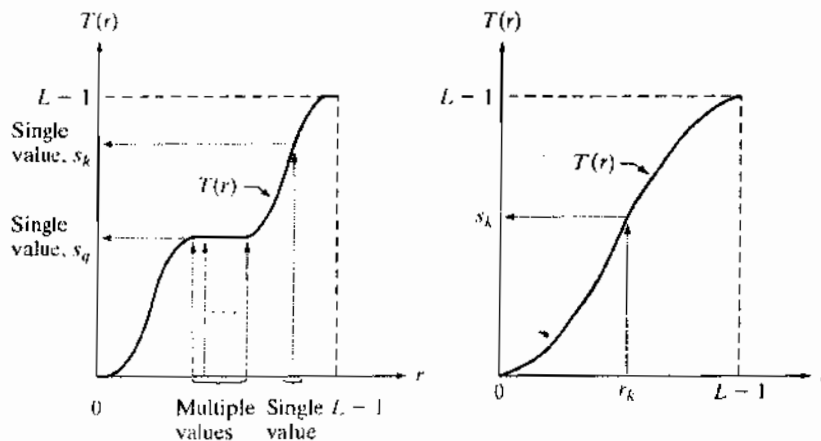 T(r)
L − 1
Single
value, s_k
T(r)
Single
value, s_q
0
Multiple
values
Single
value
L − 1
r
T(r)
L − 1
T(r)
s_k
0
r_k
L − 1